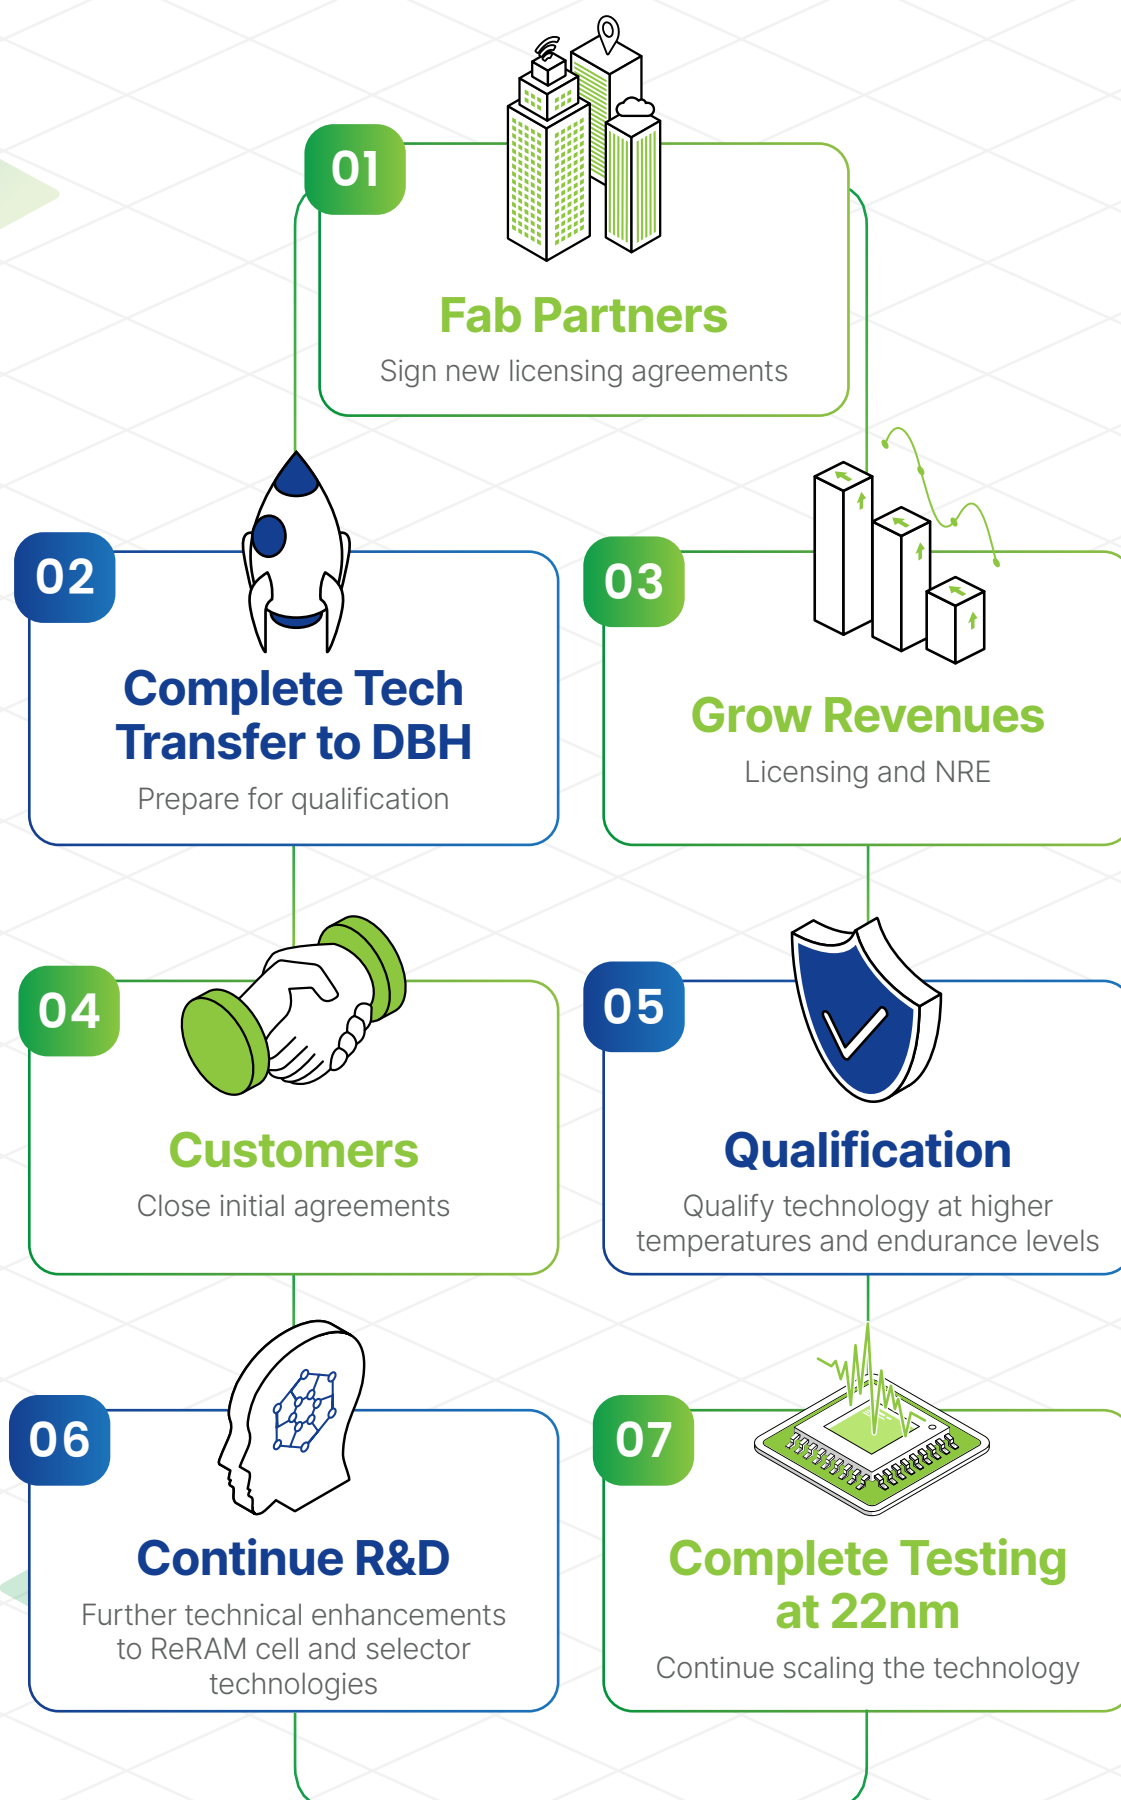 01
Fab Partners
Sign new licensing agreements
02
Complete Tech
Transfer to DBH
Prepare for qualification
03
Grow Revenues
Licensing and NRE
04
Customers
Close initial agreements
05
Qualification
Qualify technology at higher
temperatures and endurance levels
06
Continue R&D
Further technical enhancements
to ReRAM cell and selector
technologies
07
Complete Testing
at 22nm
Continue scaling the technology